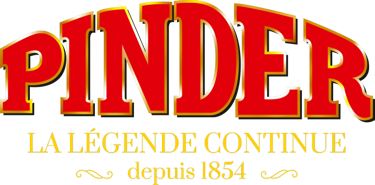 PINDER
LA LÉGENDE CONTINUE
depuis 1854